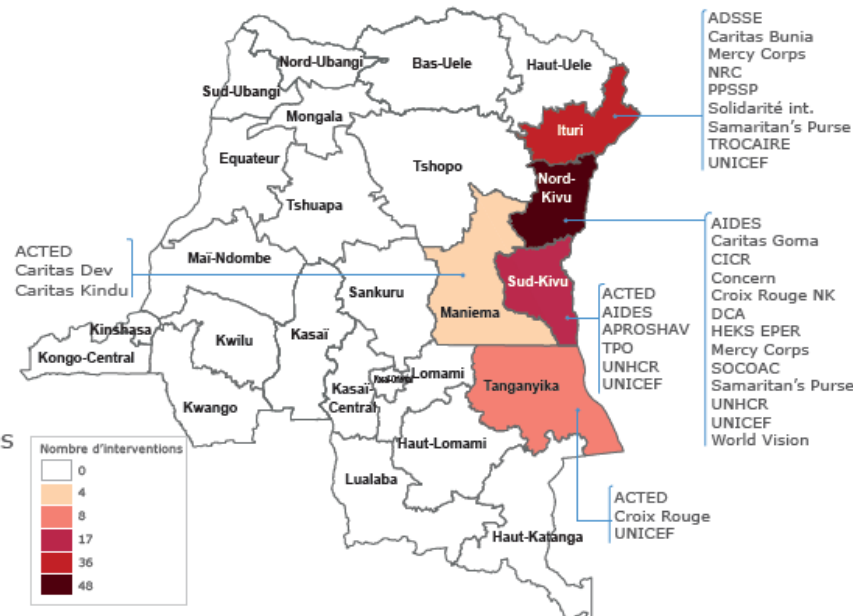 ADSSE
Caritas Bunia
Mercy Corps
NRC
PPSSP
Solidarité int.
Samaritan's Purse
TROCAIRE
UNICEF
Nord-Ubangi
Bas-Uele
Haut-Uele
Sud-Ubangi
Mongala
Ituri
Equateur
Tshopo
Nord-
Kivu
Tshuapa
AIDES
Caritas Goma
CICR
Concern
Croix Rouge NK
DCA
HEKS EPER
Mercy Corps
SOCOAC
Samaritan's Purse
UNHCR
UNICEF
World Vision
ACTED
Caritas Dev
Caritas Kindu
Maï-Ndombe
Sankuru
Sud-Kivu
Maniema
ACTED
AIDES
APROSHAV
TPO
UNHCR
UNICEF
Kinshasa
Kongo-Central
Kwilu
Kasaï
Kwango
Kasaï-
Central
Lomami
Tanganyika
Haut-Lomami
Lualaba
Haut-Katanga
ACTED
Croix Rouge
UNICEF
S
Nombre d'interventions
0
4
8
17
36
48